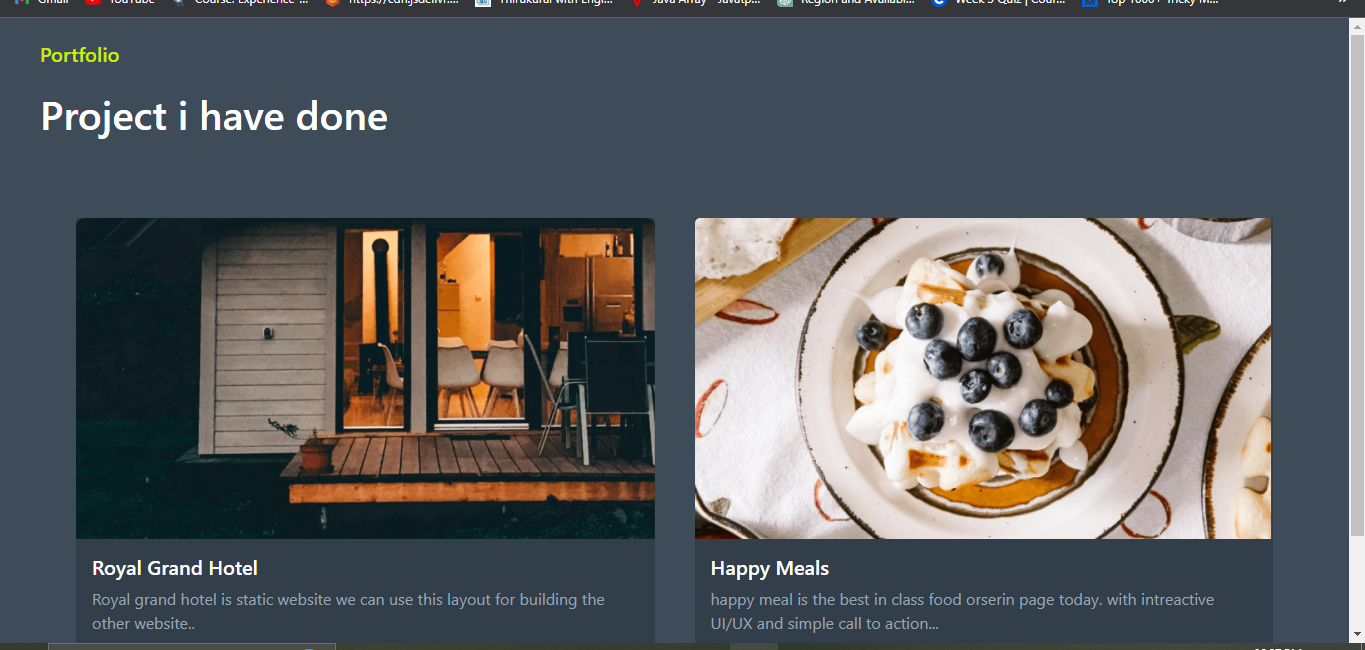 Gmail YouTube Course: Experience ... https://cdn.jsdelivr.... Thirukural with Engl... Java Array - Javatp... Region and Availabi... Week 3 Quiz | Cour... Top 1000+ Tricky M...
Portfolio
Project i have done
Royal Grand Hotel
Royal grand hotel is static website we can use this layout for building the
other website..
Happy Meals
happy meal is the best in class food orserin page today. with intreactive
UI/UX and simple call to action...